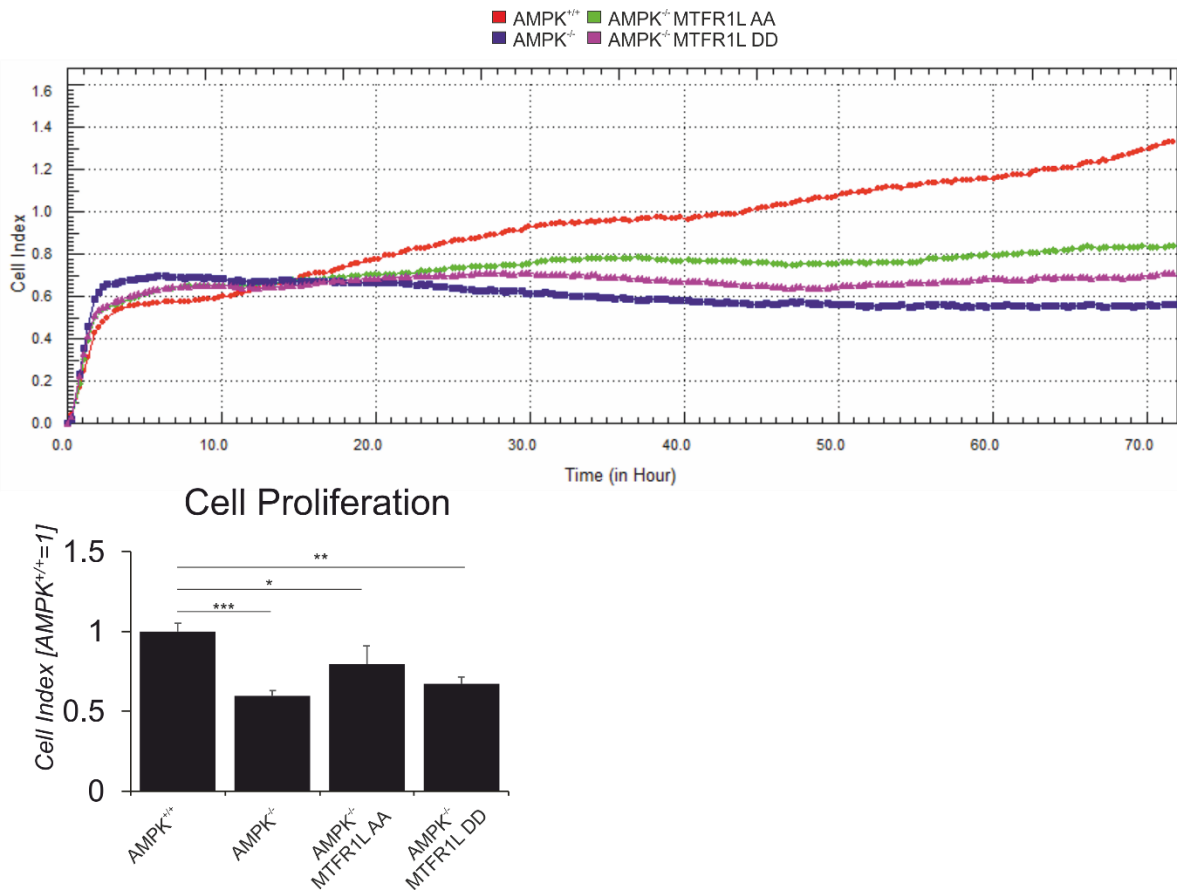 AMPK+/+ AMPK-/- MTFR1L AA
AMPK-/- AMPK-/- MTFR1L DD
1.6
1.4
1.2
1.0
0.8
0.6
0.4
0.2
0.0
Cell Index
0.0 10.0 20.0 30.0 40.0 50.0 60.0 70.0
Time (in Hour)
Cell Proliferation
Cell Index [AMPK+/+=1]
1.5
1
0.5
0
**
*
***
AMPK+/+
AMPK-/-
AMPK-/-
MTFR1L AA
AMPK-/-
MTFR1L DD